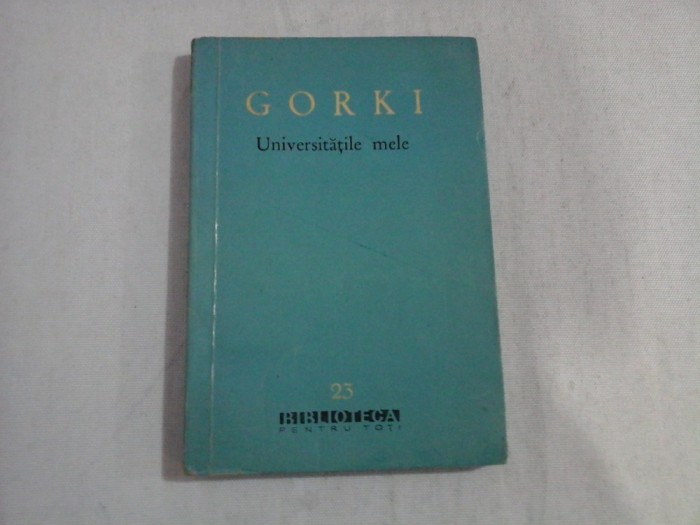 GORKI
Universitățile mele
23
BIBLIOTECA
PENTRU TOȚI